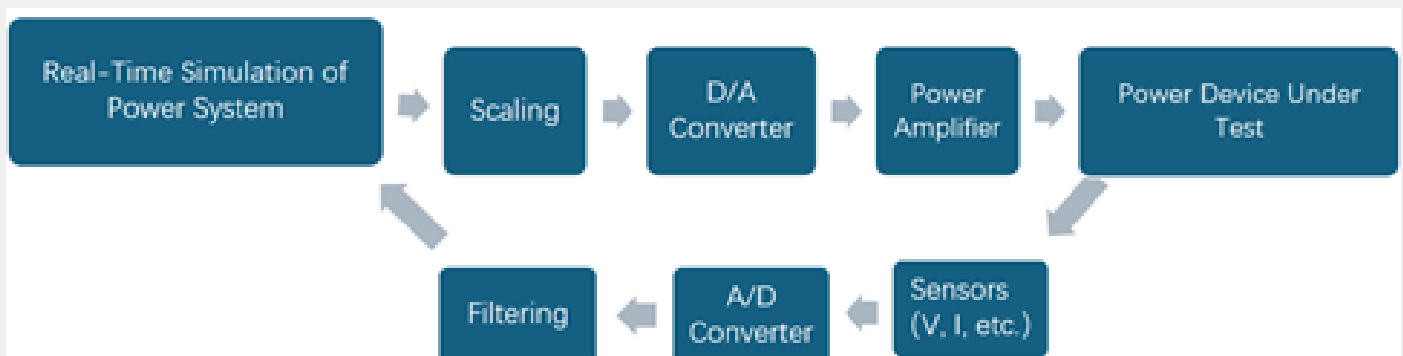 Real-Time Simulation of
Power System
Scaling
D/A
Converter
Power
Amplifier
Power Device Under
Test
Filtering
A/D
Converter
Sensors
(V, I, etc.)